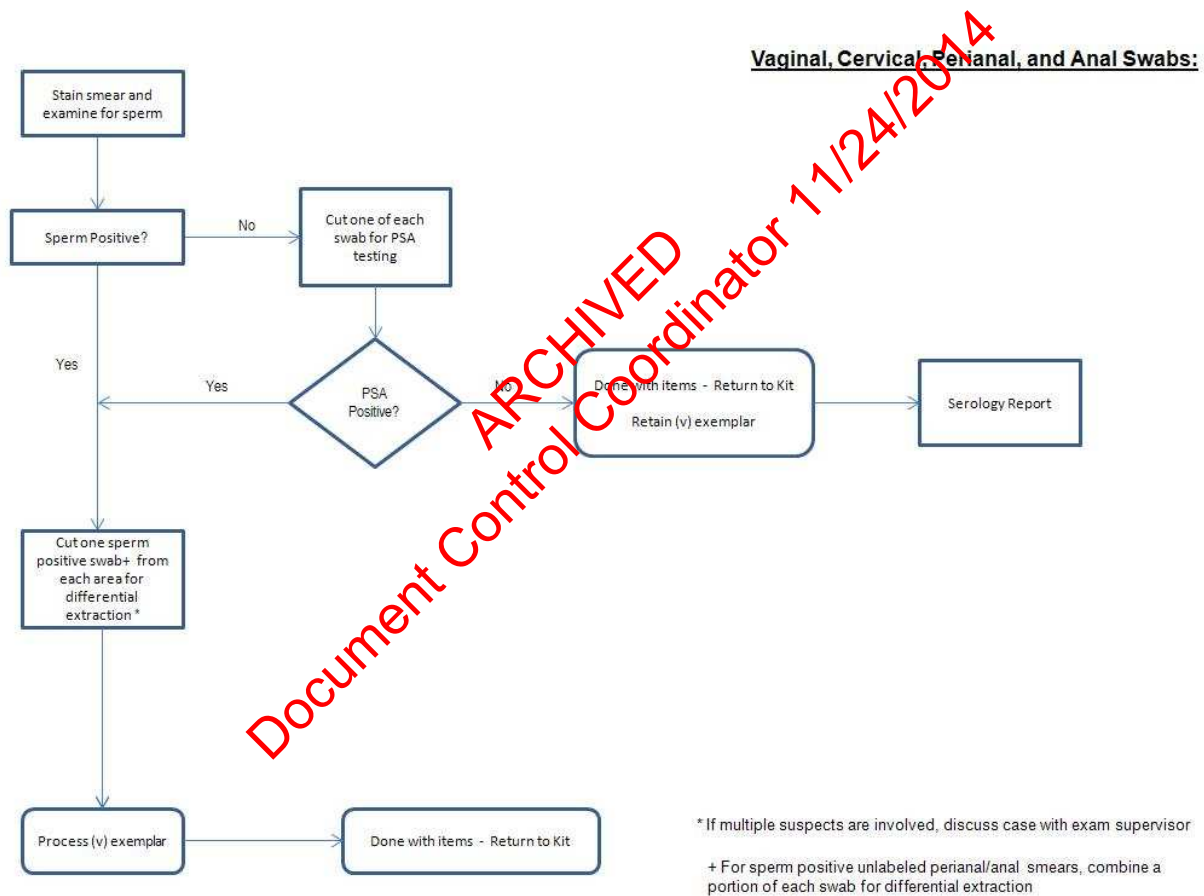 Vaginal, Cervical, Perianal, and Anal Swabs:
Stain smear and
examine for sperm
Sperm Positive?
No
Cut one of each
swab for PSA
testing
Yes
Yes
PSA
Positive?
No
Done with items - Return to Kit
Retain (v) exemplar
Serology Report
Cut one sperm
positive swab+ from
each area for
differential
extraction *
Process (v) exemplar
Done with items - Return to Kit
* If multiple suspects are involved, discuss case with exam supervisor
+ For sperm positive unlabeled perianal/anal smears, combine a
portion of each swab for differential extraction
ARCHIVED
Document Control Coordinator 11/24/2014